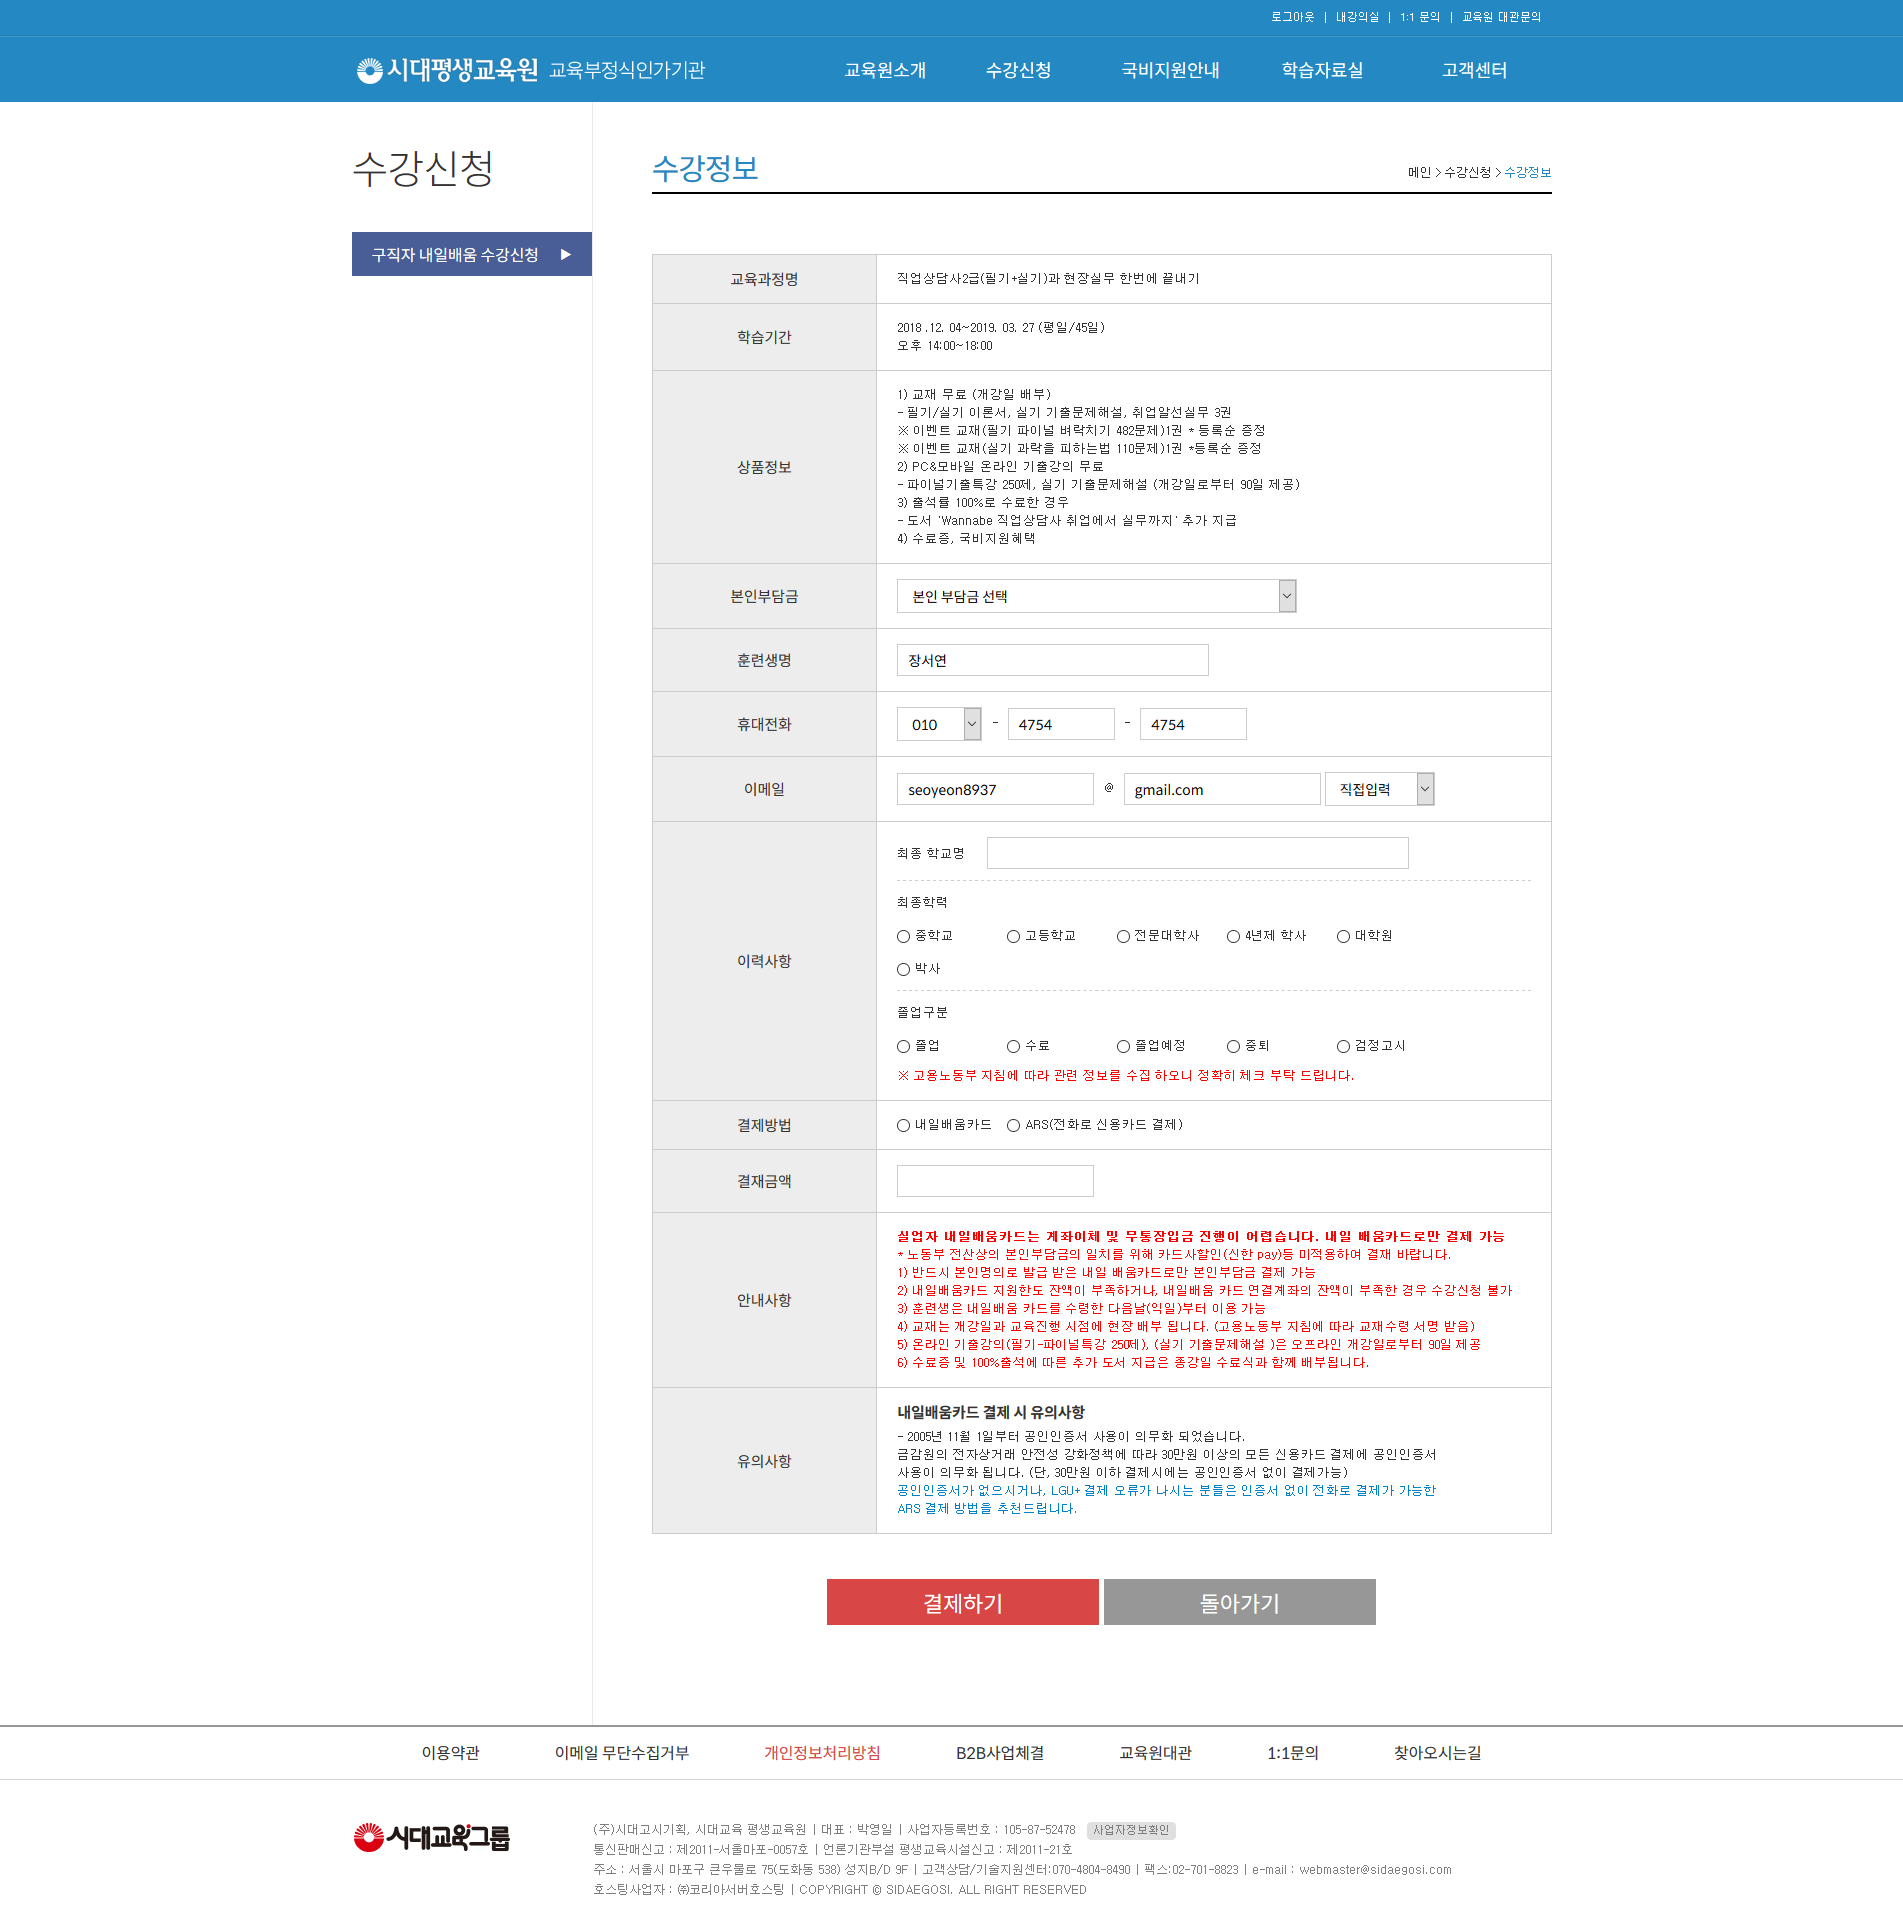 로그아웃 | 내강의실 | 1:1 문의 | 교육원 대관문의
시대평생교육원 교육부정식인가기관
교육원소개 수강신청 국비지원안내 학습자료실 고객센터
수강신청
구직자 내일배움 수강신청 ▶
수강정보
메인 > 수강신청 > 수강정보
교육과정명
직업상담사2급(필기+실기)과 현장실무 한번에 끝내기
학습기간
2018 .12. 04~2019. 03. 27 (평일/45일)
오후 14:00~18:00
상품정보
1) 교재 무료 (개강일 배부)
- 필기/실기 이론서, 실기 기출문제해설, 취업알선실무 3권
※ 이벤트 교재(필기 파이널 벼락치기 482문제)1권 * 등록순 증정
※ 이벤트 교재(실기 과락을 피하는법 110문제)1권 *등록순 증정
2) PC&모바일 온라인 기출강의 무료
- 파이널기출특강 250제, 실기 기출문제해설 (개강일로부터 90일 제공)
3) 출석률 100%로 수료한 경우
- 도서 'Wannabe 직업상담사 취업에서 실무까지' 추가 지급
4) 수료증, 국비지원혜택
본인부담금
본인 부담금 선택
훈련생명
장서연
휴대전화
010 - 4754 - 4754
이메일
seoyeon8937 @ gmail.com 직접입력
이력사항
최종 학교명
최종학력
중학교 고등학교 전문대학사 4년제 학사 대학원
박사
졸업구분
졸업 수료 졸업예정 중퇴 검정고시
※ 고용노동부 지침에 따라 관련 정보를 수집 하오니 정확히 체크 부탁 드립니다.
결제방법
내일배움카드 ARS(전화로 신용카드 결제)
결재금액
안내사항
실업자 내일배움카드는 계좌이체 및 무통장입금 진행이 어렵습니다. 내일 배움카드로만 결제 가능
* 노동부 전산상의 본인부담금의 일치를 위해 카드사할인(신한 pay)등 미적용하여 결재 바랍니다.
1) 반드시 본인명의로 발급 받은 내일 배움카드로만 본인부담금 결제 가능
2) 내일배움카드 지원한도 잔액이 부족하거나, 내일배움 카드 연결계좌의 잔액이 부족한 경우 수강신청 불가
3) 훈련생은 내일배움 카드를 수령한 다음날(익일)부터 이용 가능
4) 교재는 개강일과 교육진행 시점에 현장 배부 됩니다. (고용노동부 지침에 따라 교재수령 서명 받음)
5) 온라인 기출강의(필기-파이널특강 250제), (실기 기출문제해설 )은 오프라인 개강일로부터 90일 제공
6) 수료증 및 100%출석에 따른 추가 도서 지급은 종강일 수료식과 함께 배부됩니다.
유의사항
내일배움카드 결제 시 유의사항
- 2005년 11월 1일부터 공인인증서 사용이 의무화 되었습니다.
금감원의 전자상거래 안전성 강화정책에 따라 30만원 이상의 모든 신용카드 결제에 공인인증서
사용이 의무화 됩니다. (단, 30만원 이하 결제시에는 공인인증서 없이 결제가능)
공인인증서가 없으시거나, LGU+ 결제 오류가 나시는 분들은 인증서 없이 전화로 결제가 가능한
ARS 결제 방법을 추천드립니다.
결제하기 돌아가기
이용약관 이메일 무단수집거부 개인정보처리방침 B2B사업체결 교육원대관 1:1문의 찾아오시는길
시대교육그룹
(주)시대고시기획, 시대교육 평생교육원 | 대표 : 박영일 | 사업자등록번호 : 105-87-52478 사업자정보확인
통신판매신고 : 제2011-서울마포-0057호 | 언론기관부설 평생교육시설신고 : 제2011-21호
주소 : 서울시 마포구 큰우물로 75(도화동 538) 성지B/D 9F | 고객상담/기술지원센터:070-4804-8490 | 팩스:02-701-8823 | e-mail : webmaster@sidaegosi.com
호스팅사업자 : ㈜코리아서버호스팅 | COPYRIGHT © SIDAEGOSI. ALL RIGHT RESERVED